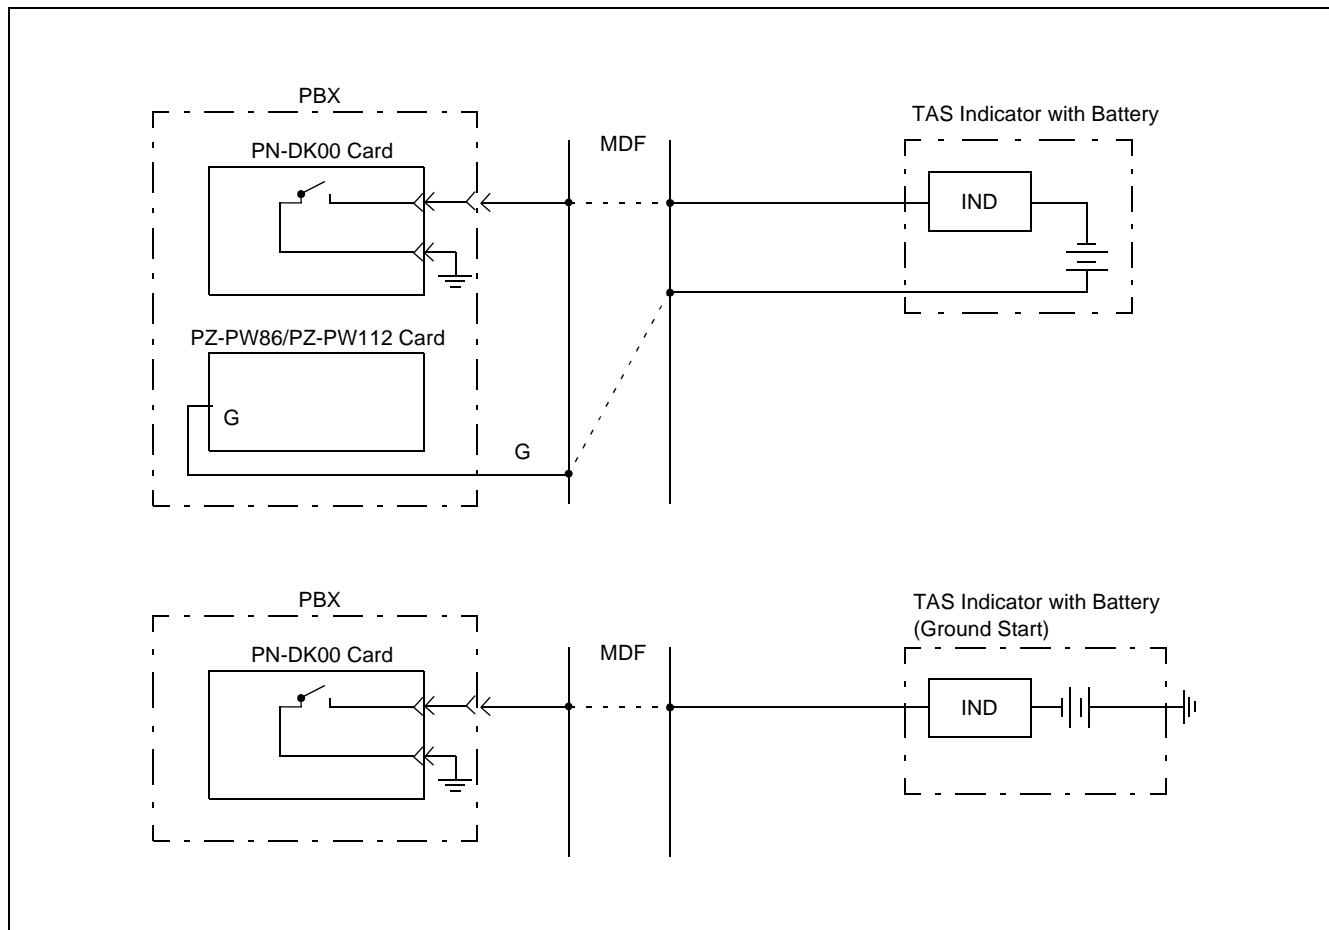 PBX
MDF
TAS Indicator with Battery
PN-DK00 Card
IND
PZ-PW86/PZ-PW112 Card
G
G
PBX
MDF
TAS Indicator with Battery
(Ground Start)
PN-DK00 Card
IND